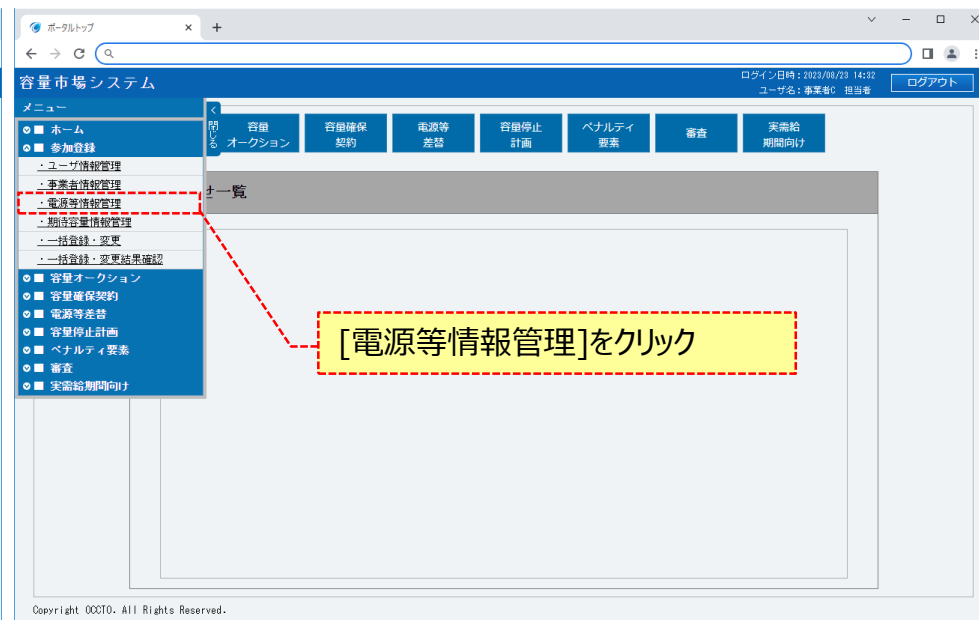 ポータルトップ
容量市場システム
ログイン日時：2023/08/23 14:32
ユーザ名：事業者C 担当者
ログアウト
メニュー
閉じる
■ ホーム
■ 参加登録
・ユーザ情報管理
・事業者情報管理
・電源等情報管理
・期待容量情報管理
・一括登録・変更
・一括登録・変更結果確認
■ 容量オークション
■ 容量確保契約
■ 電源等差替
■ 容量停止計画
■ ペナルティ要素
■ 審査
■ 実需給期間向け
容量
オークション
容量確保
契約
電源等
差替
容量停止
計画
ペナルティ
要素
審査
実需給
期間向け
せ一覧
[電源等情報管理]をクリック
Copyright OCCTO. All Rights Reserved.